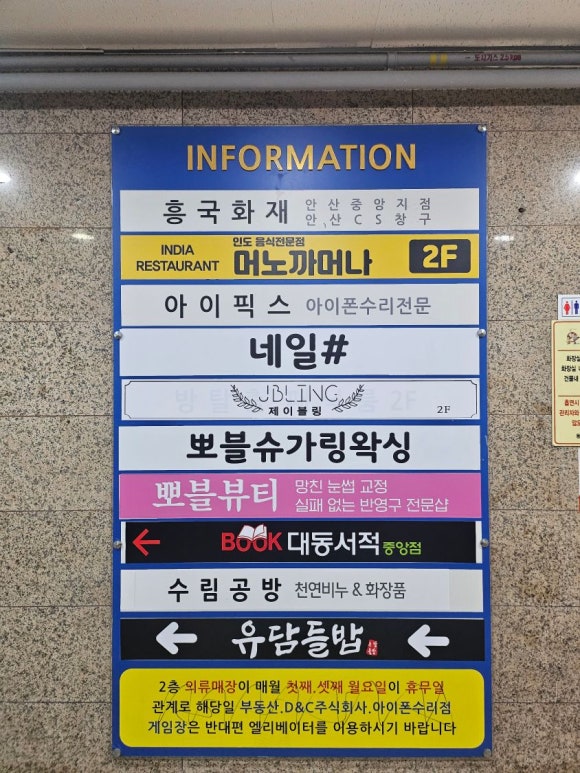 도시가스 2.5 KPa
INFORMATION
흥국화재 안산중앙지점
안산CS창구
INDIA
RESTAURANT
인도 음식전문점
머노까머나
2F
아이픽스 아이폰수리전문
네일#
JBLING
제이블링
2F
뽀블슈가링왁싱
뽀블뷰티 망친 눈썹 교정
실패 없는 반영구 전문샵
BOOK 대동서적 중앙점
수림공방 천연비누 & 화장품
유담들밥
2층 의류매장이 매월 첫째.셋째 월요일이 휴무일
관계로 해당일 부동산.D&C주식회사.아이폰수리점
게임장은 반대편 엘리베이터를 이용하시기 바랍니다